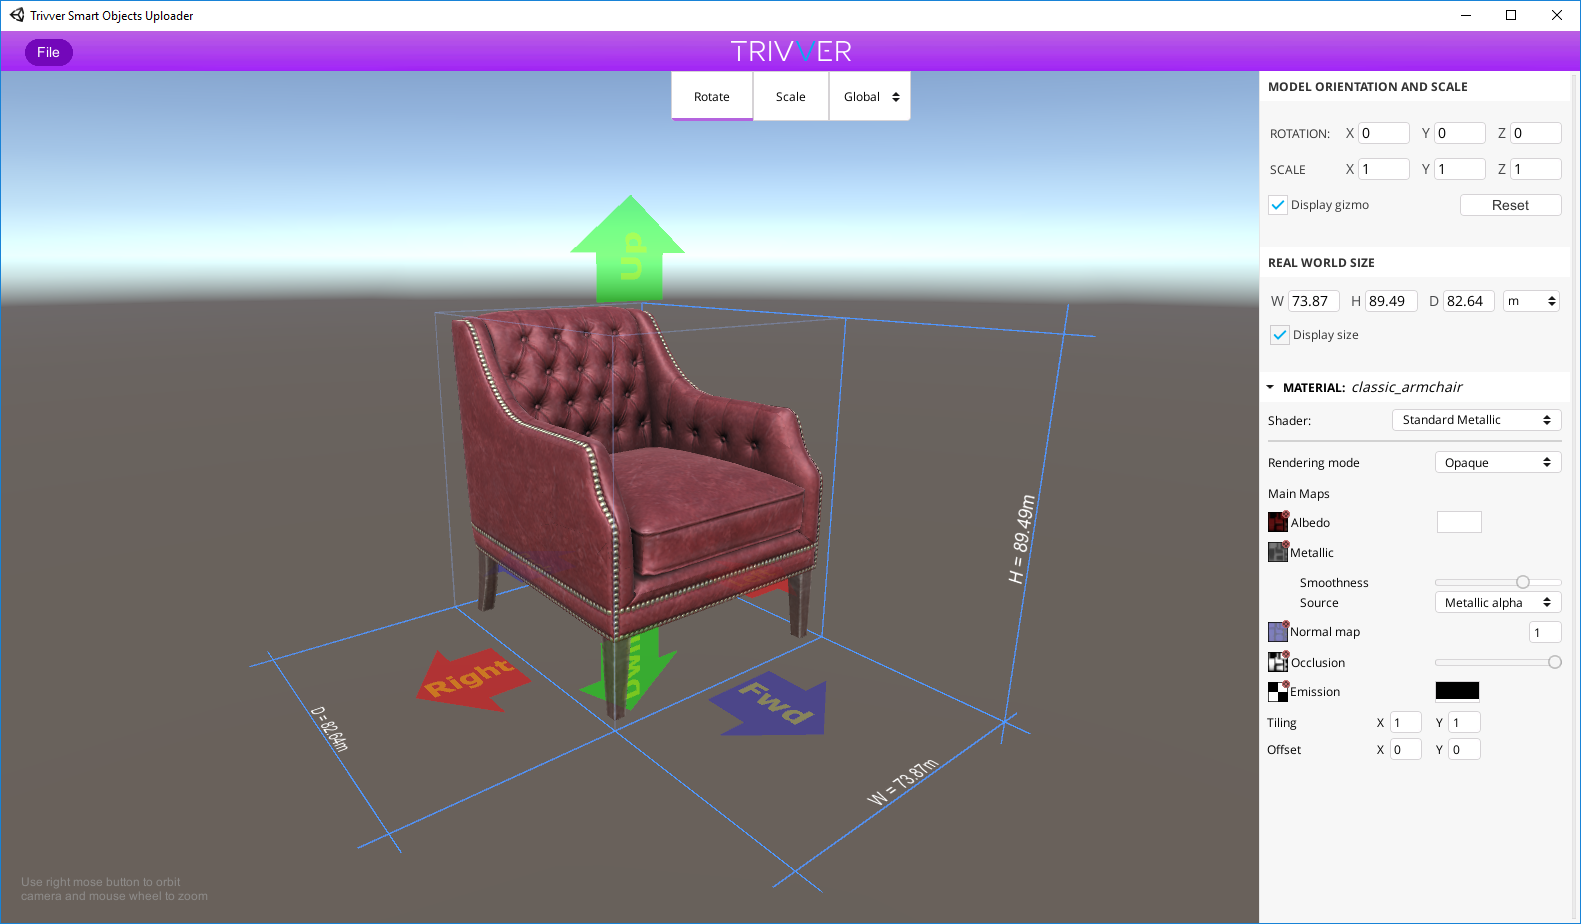 Trivver Smart Objects Uploader
File
TRIVVER
Rotate Scale Global
MODEL ORIENTATION AND SCALE
ROTATION: X 0 Y 0 Z 0
SCALE X 1 Y 1 Z 1
Display gizmo Reset
REAL WORLD SIZE
W 73.87 H 89.49 D 82.64 m
Display size
MATERIAL: classic_armchair
Shader: Standard Metallic
Rendering mode Opaque
Main Maps
Albedo
Metallic
Smoothness
Source Metallic alpha
Normal map 1
Occlusion
Emission
Tiling X 1 Y 1
Offset X 0 Y 0
Up
H = 89.49m
Right
Fwd
D = 82.64m
W = 73.87m
Use right mose button to orbit
camera and mouse wheel to zoom